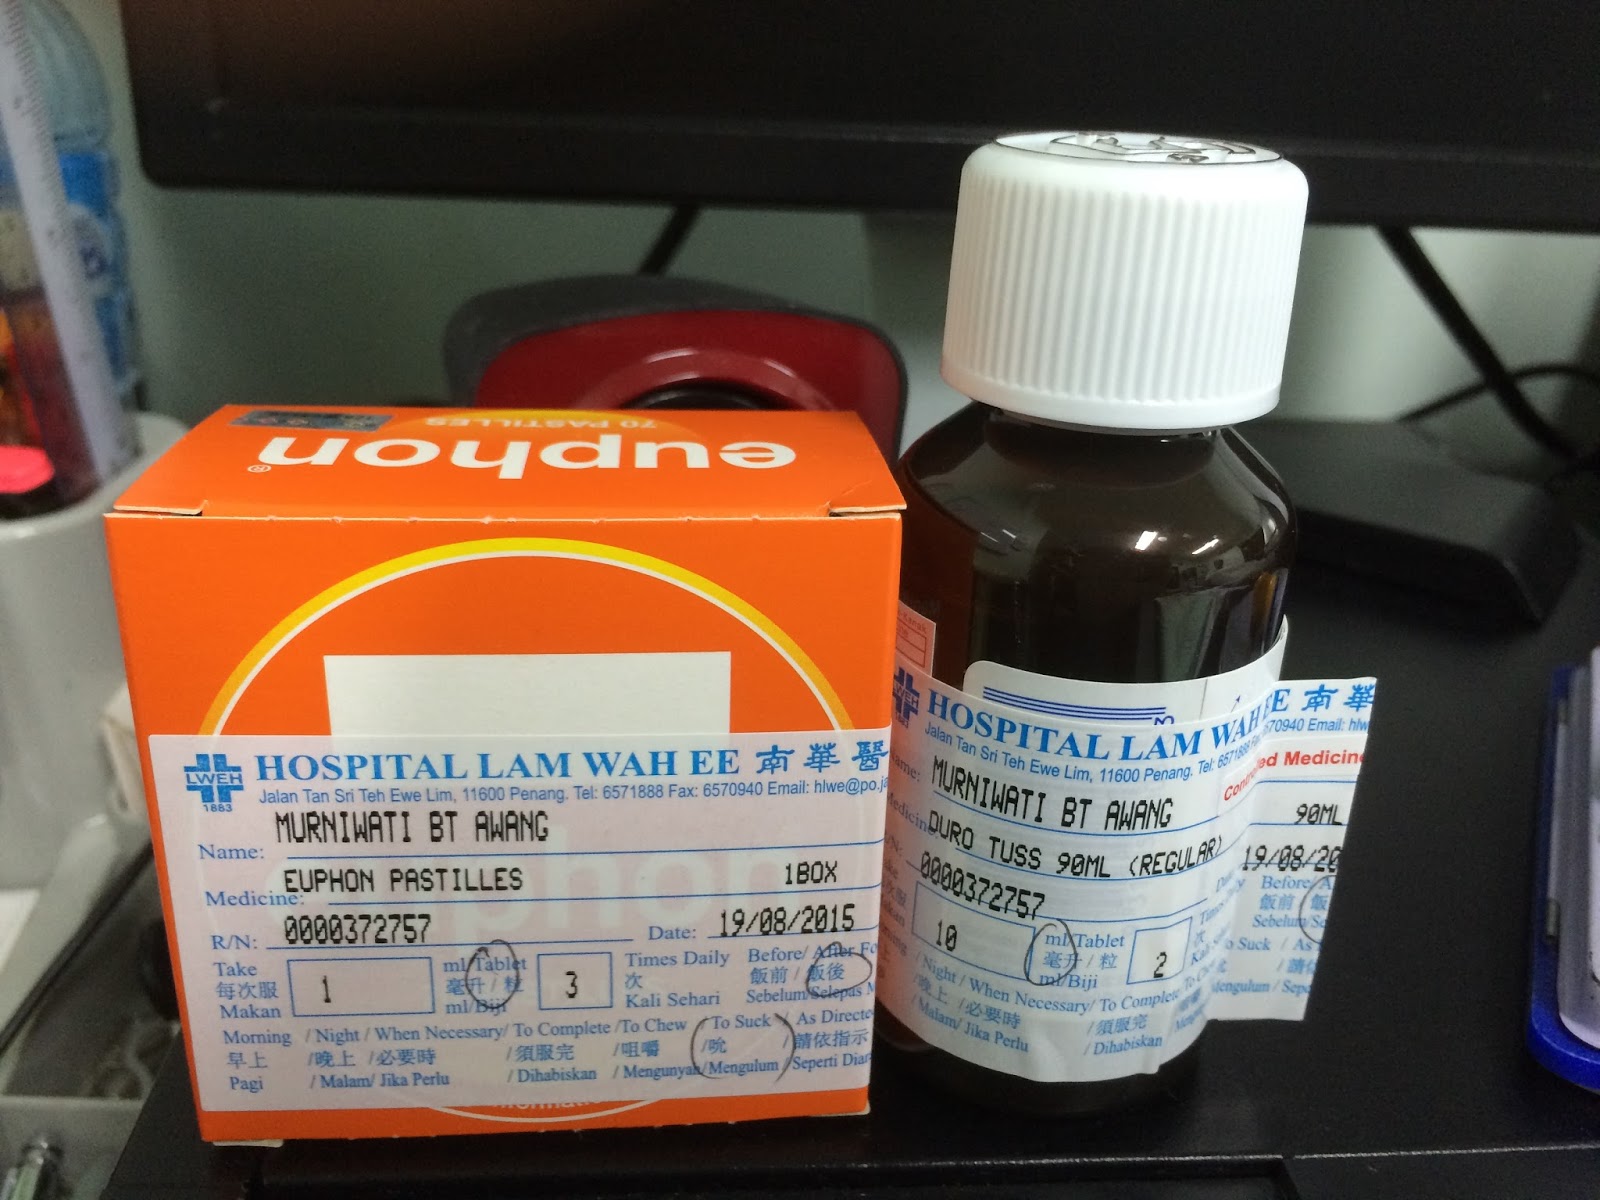 euphon®
70 PASTILLES
LWEH
1883
HOSPITAL LAM WAH EE 南華醫
Jalan Tan Sri Teh Ewe Lim, 11600 Penang. Tel: 6571888 Fax: 6570940 Email: hlwe@po.ja
Name: MURNIWATI BT AWANG
Medicine: EUPHON PASTILLES 1BOX
R/N: 0000372757 Date: 19/08/2015
Take 1 ml/Tablet 3 Times Daily Before/After Fo
每次服 毫升/粒 次 飯前/飯後
Makan ml/Biji Kali Sehari Sebelum/Selepas M
Morning /Night/When Necessary/To Complete/To Chew /To Suck /As Directe
早上 /晚上/必要時 /須服完 /咀嚼 /吮 /請依指示
Pagi /Malam/Jika Perlu /Dihabiskan /Mengunyah/Mengulum /Seperti Diar
LWEH
1883
HOSPITAL LAM WAH EE 南華
Jalan Tan Sri Teh Ewe Lim, 11600 Penang. Tel: 6571888 6570940 Email: hlw
MURNIWATI BT AWANG
Controlled Medicine
DURO TUSS 90ML (REGULAR) 90ML
0000372757 19/08/20
10 ml/Tablet 2 Times Before/A
毫升/粒 次 飯前/飯
ml/Biji Sebelum/Se
/Night/When Necessary/To Complete/ To Suck /As
/晚上/必要時 /須服完 /請依
/Malam/Jika Perlu /Dihabiskan Mengulum /Sepe